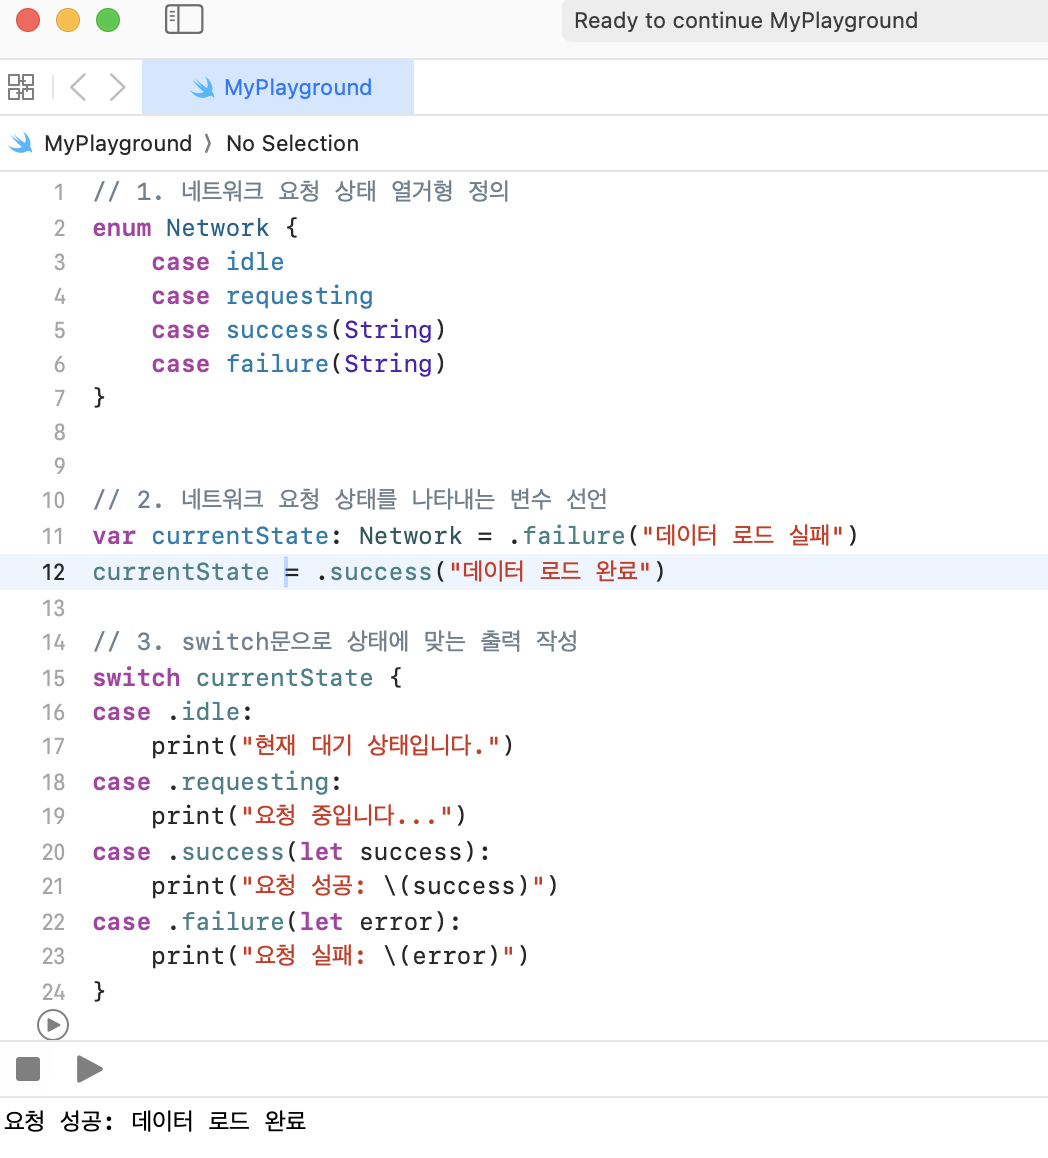 Ready to continue MyPlayground
MyPlayground
MyPlayground 〉 No Selection
1 // 1. 네트워크 요청 상태 열거형 정의
2 enum Network {
3     case idle
4     case requesting
5     case success(String)
6     case failure(String)
7 }
8
9
10 // 2. 네트워크 요청 상태를 나타내는 변수 선언
11 var currentState: Network = .failure("데이터 로드 실패")
12 currentState = .success("데이터 로드 완료")
13
14 // 3. switch문으로 상태에 맞는 출력 작성
15 switch currentState {
16 case .idle:
17     print("현재 대기 상태입니다.")
18 case .requesting:
19     print("요청 중입니다...")
20 case .success(let success):
21     print("요청 성공: \(success)")
22 case .failure(let error):
23     print("요청 실패: \(error)")
24 }
요청 성공: 데이터 로드 완료